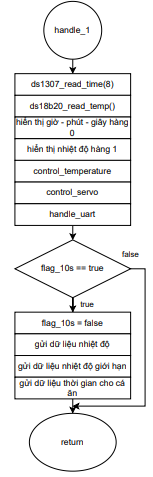 handle_1
ds1307_read_time(8)
ds18b20_read_temp()
hiển thị giờ - phút - giây hàng
0
hiển thị nhiệt độ hàng 1
control_temperature
control_servo
handle_uart
flag_10s == true
false
true
flag_10s = false
gửi dữ liệu nhiệt độ
gửi dữ liệu nhiệt độ giới hạn
gửi dữ liệu thời gian cho cá
ăn
return